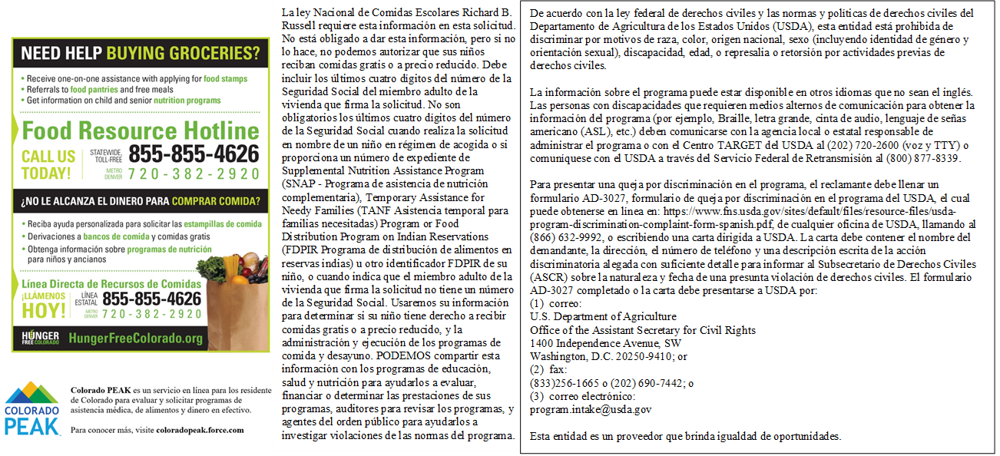 NEED HELP BUYING GROCERIES?
• Receive one-on-one assistance with applying for food stamps
• Referrals to food pantries and free meals
• Get information on child and senior nutrition programs
Food Resource Hotline
CALL US
TODAY!
STATEWIDE,
TOLL-FREE
855-855-4626
METRO
DENVER
720-382-2920
¿NO LE ALCANZA EL DINERO PARA COMPRAR COMIDA?
• Reciba ayuda personalizada para solicitar las estampillas de comida
• Derivaciones a bancos de comida y comidas gratis
• Obtenga información sobre programas de nutrición
para niños y ancianos
Línea Directa de Recursos de Comidas
¡LLÁMENOS
HOY!
LÍNEA
ESTATAL
855-855-4626
METRO
DENVER
720-382-2920
HUNGER
FREE COLORADO
HungerFreeColorado.org
COLORADO
PEAK
Colorado PEAK es un servicio en línea para los residente
de Colorado para evaluar y solicitar programas de
asistencia médica, de alimentos y dinero en efectivo.
Para conocer más, visite coloradopeak.force.com
La ley Nacional de Comidas Escolares Richard B.
Russell requiere esta información en esta solicitud.
No está obligado a dar esta información, pero si no
lo hace, no podemos autorizar que sus niños
reciban comidas gratis o a precio reducido. Debe
incluir los últimos cuatro digitos del número de la
Seguridad Social del miembro adulto de la
vivienda que firma la solicitud. No son
obligatorios los últimos cuatro digitos del número
de la Seguridad Social cuando realiza la solicitud
en nombre de un niño en régimen de acogida o si
proporciona un número de expediente de
Supplemental Nutrition Assistance Program
(SNAP - Programa de asistencia de nutrición
complementaria), Temporary Assistance for
Needy Families (TANF Asistencia temporal para
familias necesitadas) Program or Food
Distribution Program on Indian Reservations
(FDPIR Programa de distribución de alimentos en
reservas indias) u otro identificador FDPIR de su
niño, o cuando indica que el miembro adulto de la
vivienda que firma la solicitud no tiene un número
de la Seguridad Social. Usaremos su información
para determinar si su niño tiene derecho a recibir
comidas gratis o a precio reducido, y la
administración y ejecución de los programas de
comida y desayuno. PODEMOS compartir esta
información con los programas de educación,
salud y nutrición para ayudarlos a evaluar,
financiar o determinar las prestaciones de sus
programas, auditores para revisar los programas, y
agentes del orden público para ayudarlos a
investigar violaciones de las normas del programa.
De acuerdo con la ley federal de derechos civiles y las normas y politicas de derechos civiles del
Departamento de Agricultura de los Estados Unidos (USDA), esta entidad está prohibida de
discriminar por motivos de raza, color, origen nacional, sexo (incluyendo identidad de género y
orientación sexual), discapacidad, edad, o represalia o retorsión por actividades previas de
derechos civiles.
La información sobre el programa puede estar disponible en otros idiomas que no sean el inglés.
Las personas con discapacidades que requieren medios alternos de comunicación para obtener la
información del programa (por ejemplo, Braille, letra grande, cinta de audio, lenguaje de señas
americano (ASL), etc.) deben comunicarse con la agencia local o estatal responsable de
administrar el programa o con el Centro TARGET del USDA al (202) 720-2600 (voz y TTY) o
comuníquese con el USDA a través del Servicio Federal de Retransmisión al (800) 877-8339.
Para presentar una queja por discriminación en el programa, el reclamante debe llenar un
formulario AD-3027, formulario de queja por discriminación en el programa del USDA, el cual
puede obtenerse en linea en: https://www.fns.usda.gov/sites/default/files/resource-files/usda-
program-discrimination-complaint-form-spanish.pdf, de cualquier oficina de USDA, llamando al
(866) 632-9992, o escribiendo una carta dirigida a USDA. La carta debe contener el nombre del
demandante, la dirección, el número de teléfono y una descripción escrita de la acción
discriminatoria alegada con suficiente detalle para informar al Subsecretario de Derechos Civiles
(ASCR) sobre la naturaleza y fecha de una presunta violación de derechos civiles. El formulario
AD-3027 completado o la carta debe presentarse a USDA por:
(1) correo:
U.S. Department of Agriculture
Office of the Assistant Secretary for Civil Rights
1400 Independence Avenue, SW
Washington, D.C. 20250-9410; or
(2) fax:
(833)256-1665 o (202) 690-7442; o
(3) correo electrónico:
program.intake@usda.gov
Esta entidad es un proveedor que brinda igualdad de oportunidades.